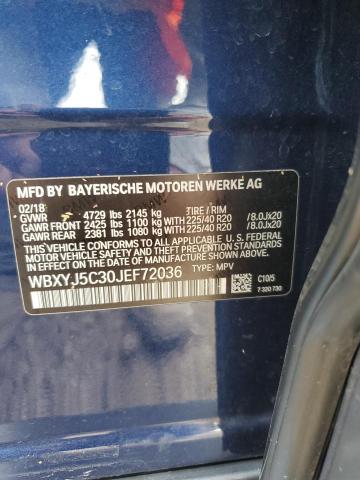 MFD BY BAYERISCHE MOTOREN WERKE AG
02/18 TIRE / RIM
GVWR 4729 lbs 2145 kg
GAWR FRONT 2425 lbs 1100 kg WITH 225/40 R20 /8.0Jx20
GAWR REAR 2381 lbs 1080 kg WITH 225/40 R20 /8.0Jx20
THIS VEHICLE CONFORMS TO ALL APPLICABLE U.S. FEDERAL
MOTOR VEHICLE SAFETY, BUMPER, AND THEFT PREVENTION
STANDARDS IN EFFECT ON THE DATE OF MANUFACTURE
SHOWN ABOVE.
WBXYJ5C30JEF72036 TYPE: MPV
C10/5
7 320 730